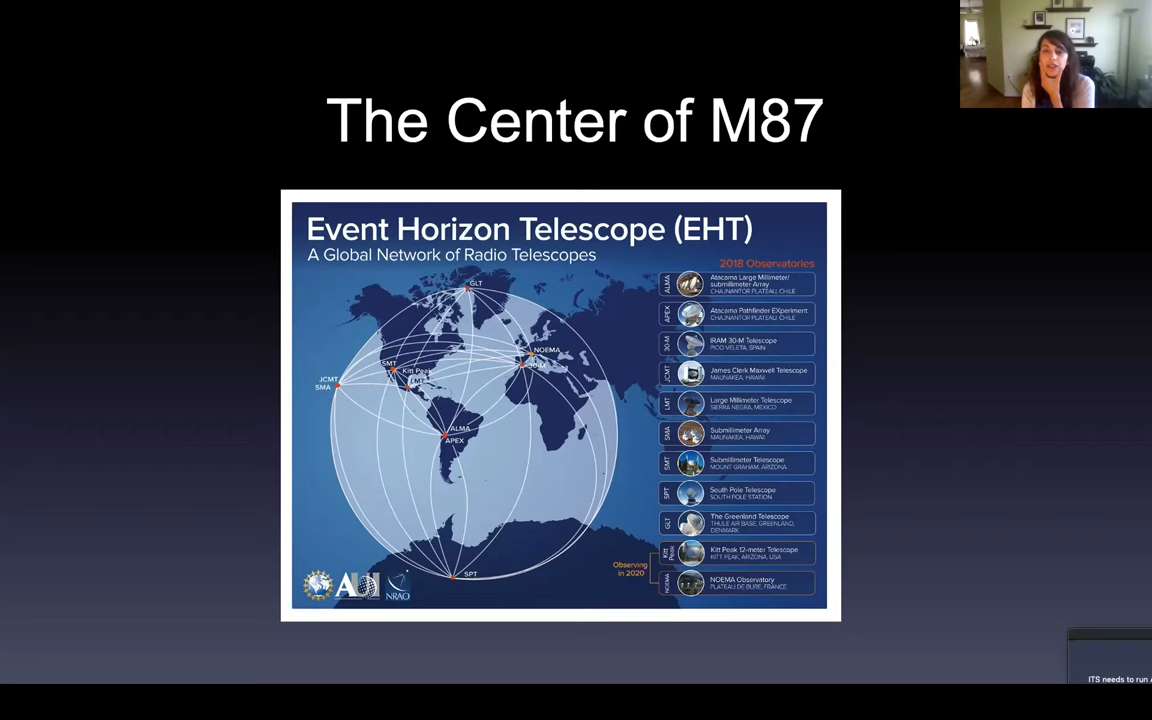 The Center of M87
Event Horizon Telescope (EHT)
A Global Network of Radio Telescopes
2018 Observatories
GLT
NOEMA
30-M
SMT
Kitt Peak
LMT
JCMT
SMA
ALMA
APEX
SPT
ALMA
Atacama Large Millimeter/
submillimeter Array
CHAJNANTOR PLATEAU, CHILE
APEX
Atacama Pathfinder EXperiment
CHAJNANTOR PLATEAU, CHILE
30-M
IRAM 30-M Telescope
PICO VELETA, SPAIN
JCMT
James Clerk Maxwell Telescope
MAUNAKEA, HAWAII
LMT
Large Millimeter Telescope
SIERRA NEGRA, MEXICO
SMA
Submillimeter Array
MAUNAKEA, HAWAII
SMT
Submillimeter Telescope
MOUNT GRAHAM, ARIZONA
SPT
South Pole Telescope
SOUTH POLE STATION
GLT
The Greenland Telescope
THULE AIR BASE, GREENLAND,
DENMARK
Observing
in 2020
Kitt
Peak
Kitt Peak 12-meter Telescope
KITT PEAK, ARIZONA, USA
NOEMA
NOEMA Observatory
PLATEAU DE BURE, FRANCE
AUI
NRAO
ITS needs to run